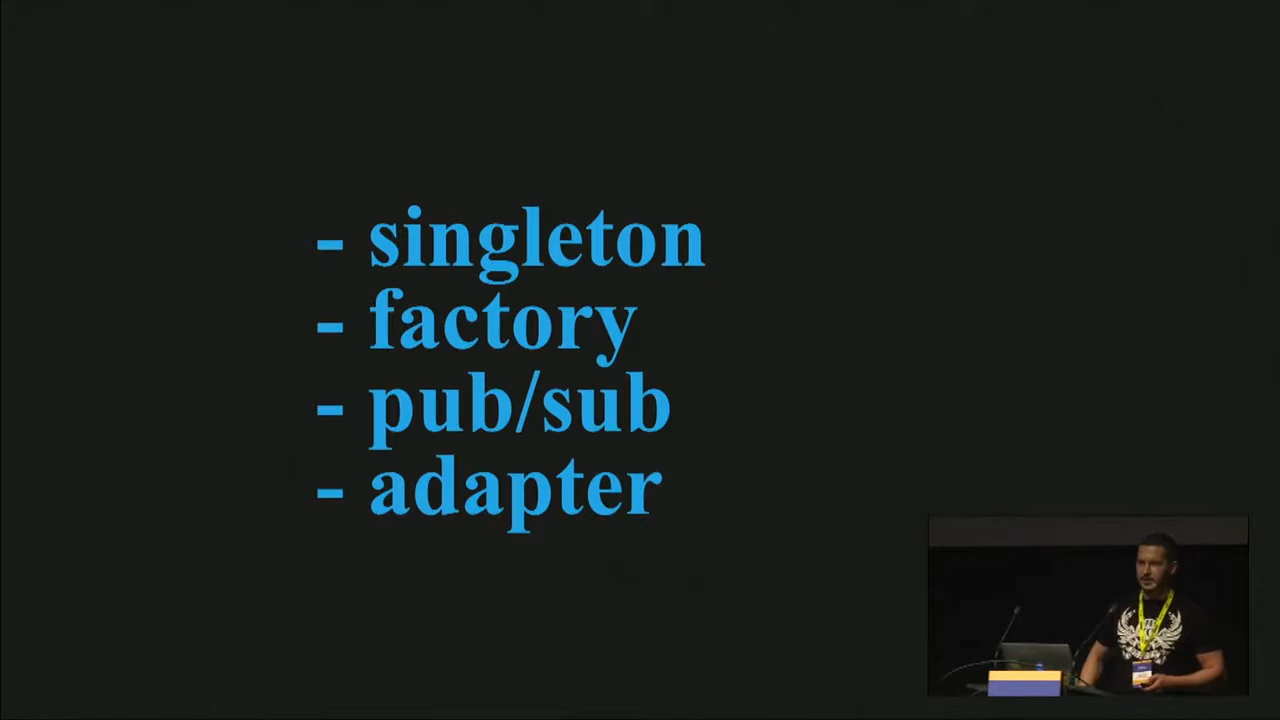 - singleton
- factory
- pub/sub
- adapter